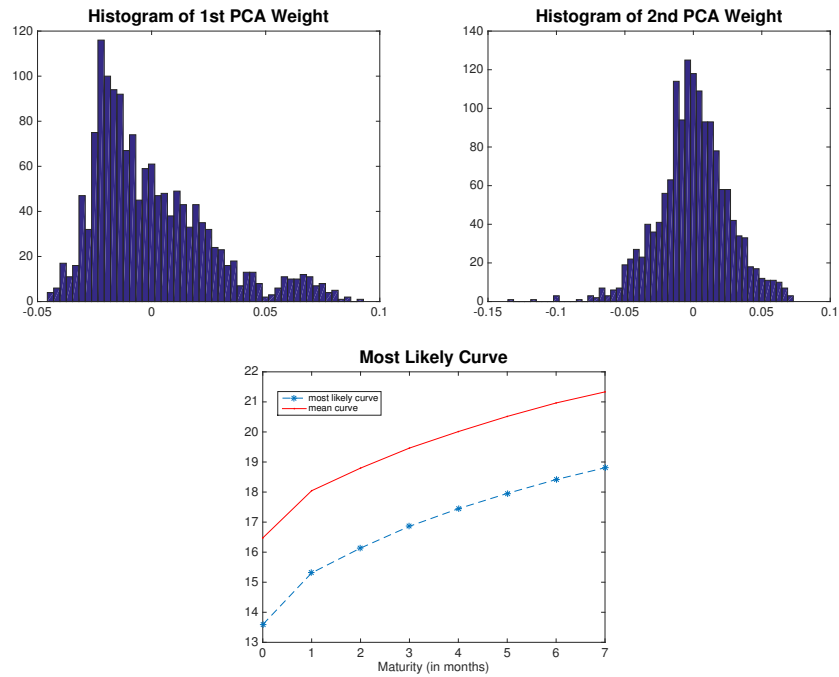 Histogram of 1st PCA Weight
120
100
80
60
40
20
0
-0.05 0 0.05 0.1
Histogram of 2nd PCA Weight
140
120
100
80
60
40
20
0
-0.15 -0.1 -0.05 0 0.05 0.1
Most Likely Curve
22
21
20
19
18
17
16
15
14
13
most likely curve
mean curve
0 1 2 3 4 5 6 7
Maturity (in months)